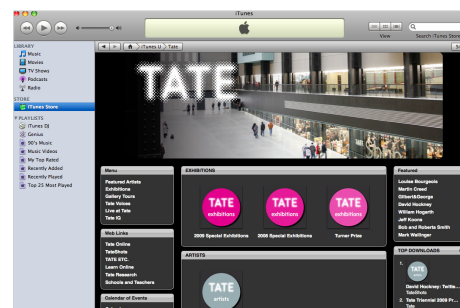 iTunes
View
Search iTunes Store
iTunes U
Tate
LIBRARY
Music
Movies
TV Shows
Podcasts
Radio
STORE
iTunes Store
PLAYLISTS
iTunes DJ
Genius
90's Music
Music Videos
My Top Rated
Recently Added
Recently Played
Top 25 Most Played
TATE
Menu
Featured Artists
Exhibitions
Gallery Tours
Tate Voices
Live at Tate
Tate IQ
Web Links
Tate Online
TateShots
TATE ETC.
Learn Online
Tate Research
Schools and Teachers
Calendar of Events
EXHIBITIONS
TATE
exhibitions
TATE
exhibitions
TATE
exhibitions
2009 Special Exhibitions
2008 Special Exhibitions
Turner Prize
ARTISTS
TATE
artists
Featured
Louise Bourgeois
Martin Creed
Gilbert&George
David Hockney
William Hogarth
Jeff Koons
Bob and Roberta Smith
Mark Wallinger
TOP DOWNLOADS
1.
TATE
David Hockney: Twitte...
TateShots
2. Tate Triennial 2009 Pr...
Tate